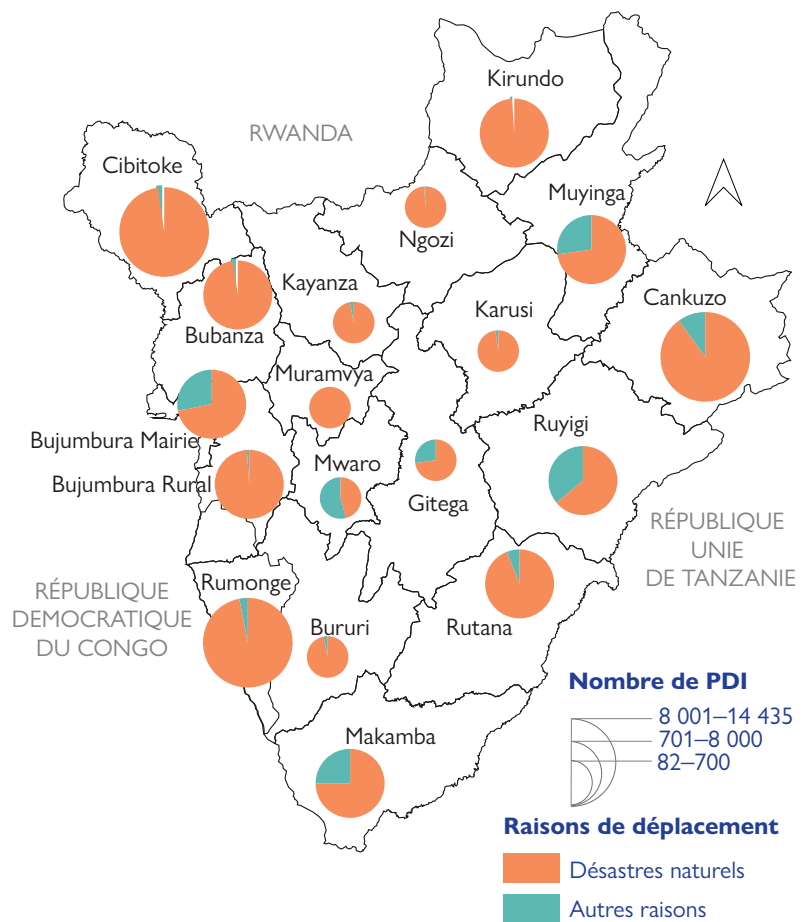 Kirundo
RWANDA
Cibitoke
Muyinga
Ngozi
Kayanza
Cankuzo
Karusi
Bubanza
Muramvya
Ruyigi
Bujumbura Mairie
Mwaro
Bujumbura Rural
Gitega
RÉPUBLIQUE
UNIE
DE TANZANIE
RÉPUBLIQUE
DEMOCRATIQUE
DU CONGO
Rumonge
Bururi
Rutana
Makamba
Nombre de PDI
8 001–14 435
701–8 000
82–700
Raisons de déplacement
Désastres naturels
Autres raisons